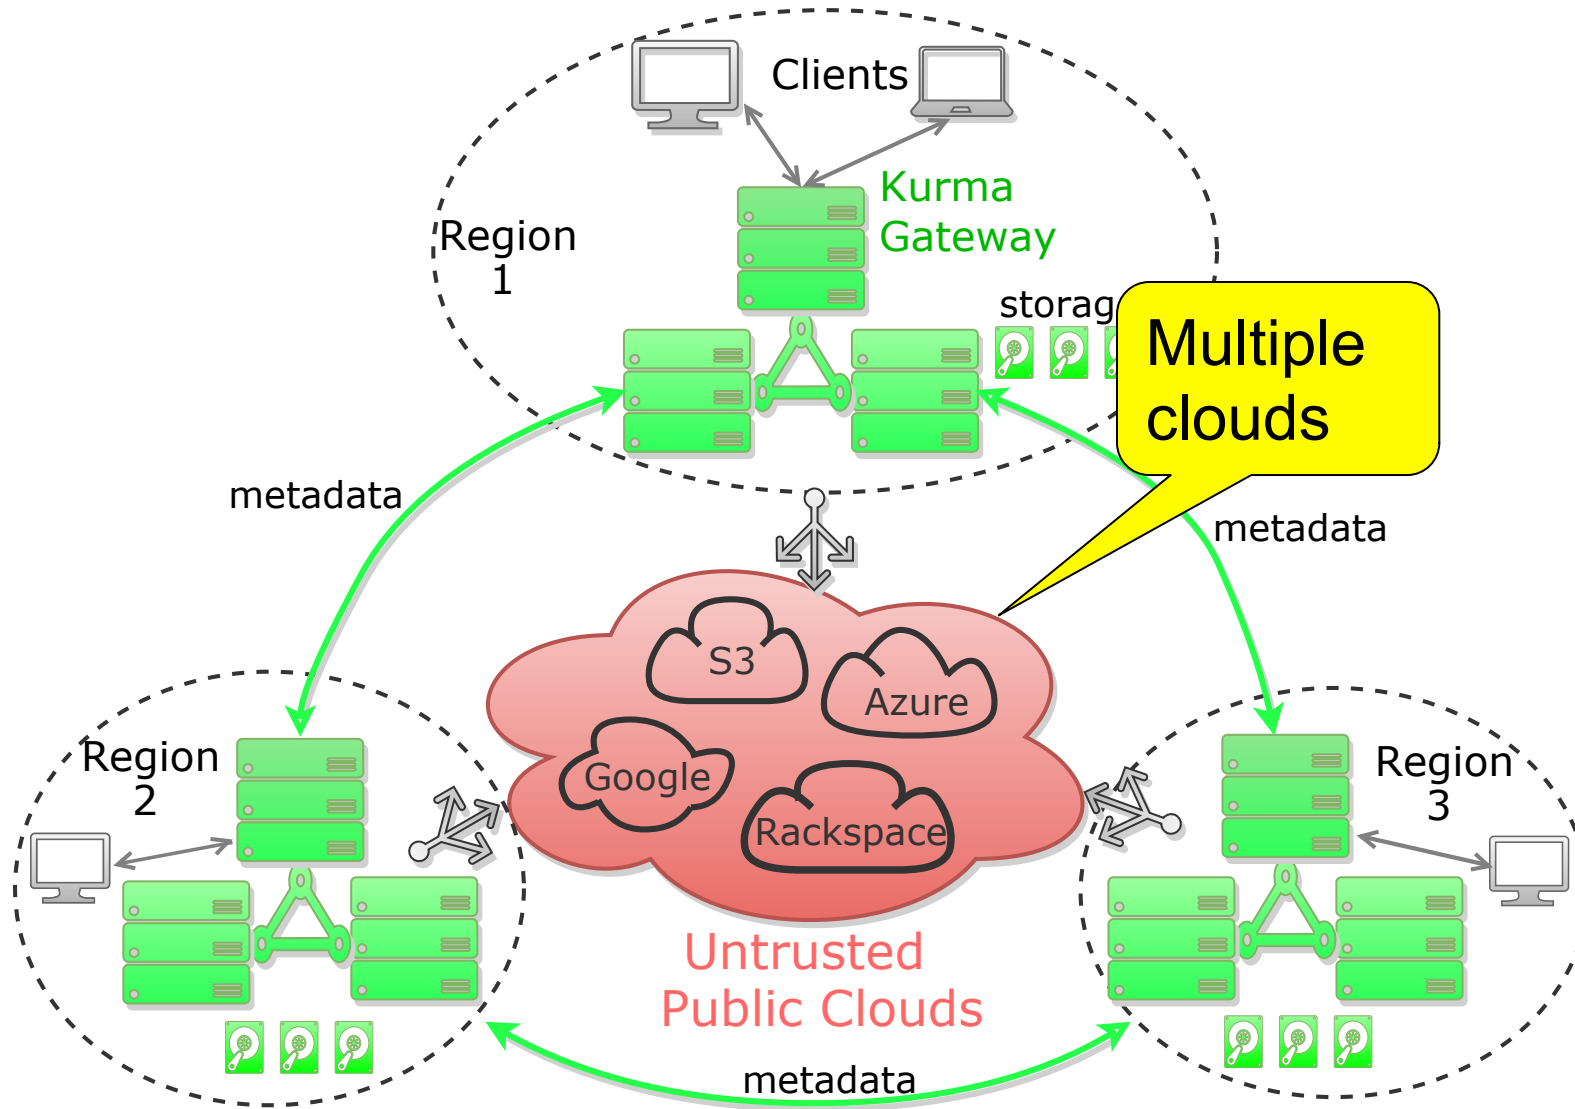 Clients
Kurma
Gateway
Region
1
storag
Multiple
clouds
metadata
metadata
S3
Azure
Google
Rackspace
Region
2
Region
3
Untrusted
Public Clouds
metadata